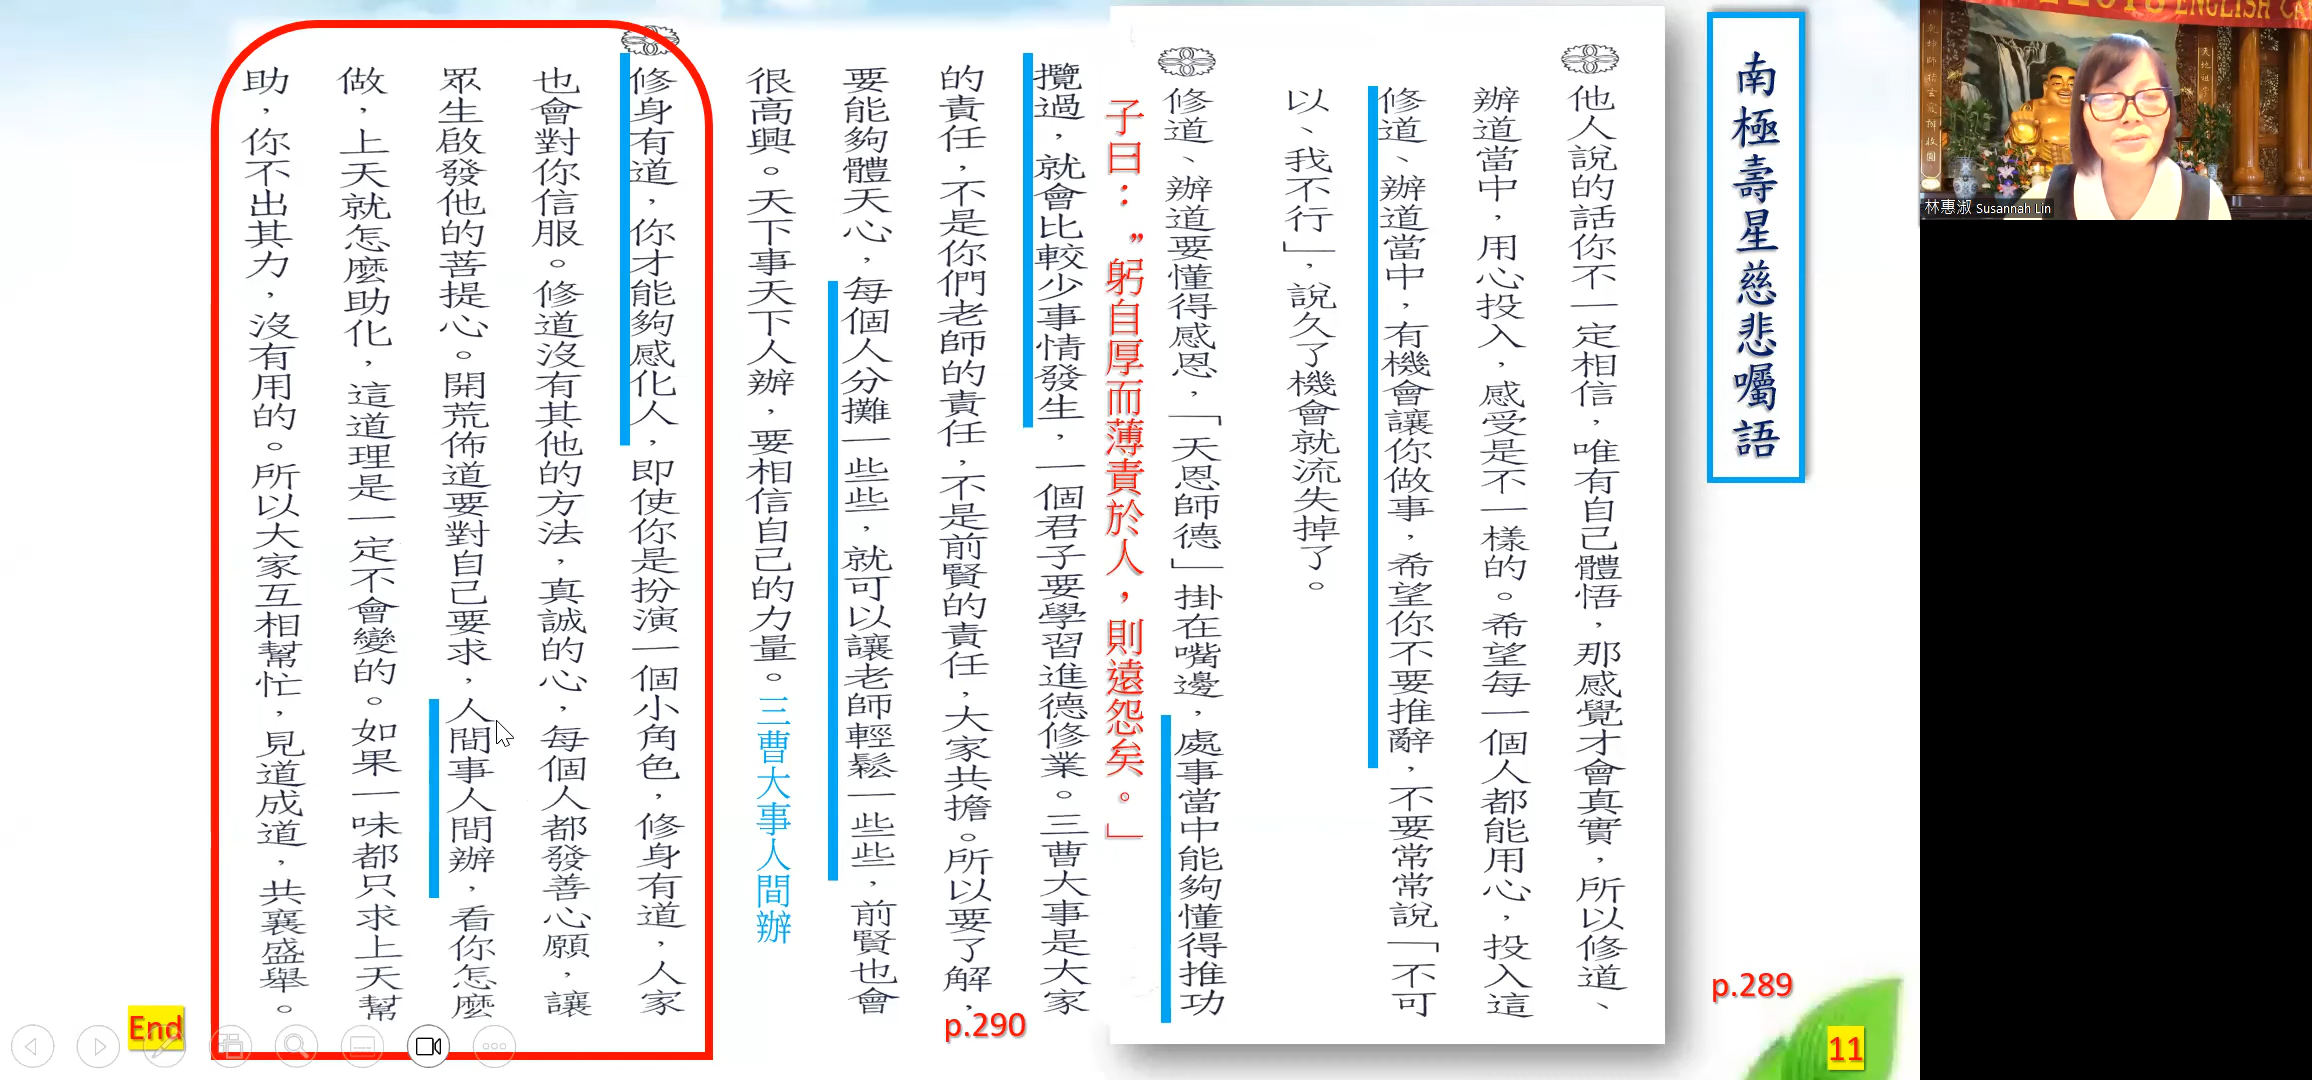 南極壽星慈悲囑語
他人說的話你不一定相信，唯有自己體悟，那感覺才會真實，所以修道、
辦道當中，用心投入，感受是不一樣的。希望每一個人都能用心，投入這
修道、辦道當中，有機會讓你做事，希望你不要推辭，不要常常說「不可
以、我不行」，說久了機會就流失掉了。
修道、辦道要懂得感恩，「天恩師德」掛在嘴邊，處事當中能夠懂得推功
子曰："躬自厚而薄責於人，則遠怨矣。」
攬過，就會比較少事情發生，一個君子要學習進德修業。三曹大事是大家
的責任，不是你們老師的責任，不是前賢的責任，大家共擔。所以要了解，
要能夠體天心，每個人分攤一些些，就可以讓老師輕鬆一些些，前賢也會
很高興。天下事天下人辦，要相信自己的力量。三曹大事人間辦
修身有道，你才能夠感化人，即使你是扮演一個小角色，修身有道，人家
也會對你信服。修道沒有其他的方法，真誠的心，每個人都發善心願，讓
眾生啟發他的菩提心。開荒佈道要對自己要求，人間事人間辦，看你怎麼
做，上天就怎麼助化，這道理是一定不會變的。如果一味都只求上天幫
助，你不出其力，沒有用的。所以大家互相幫忙，見道成道，共襄盛舉。
p.289
p.290
11
End
2018 ENGLISH CA
林惠淑 Susannah Lin